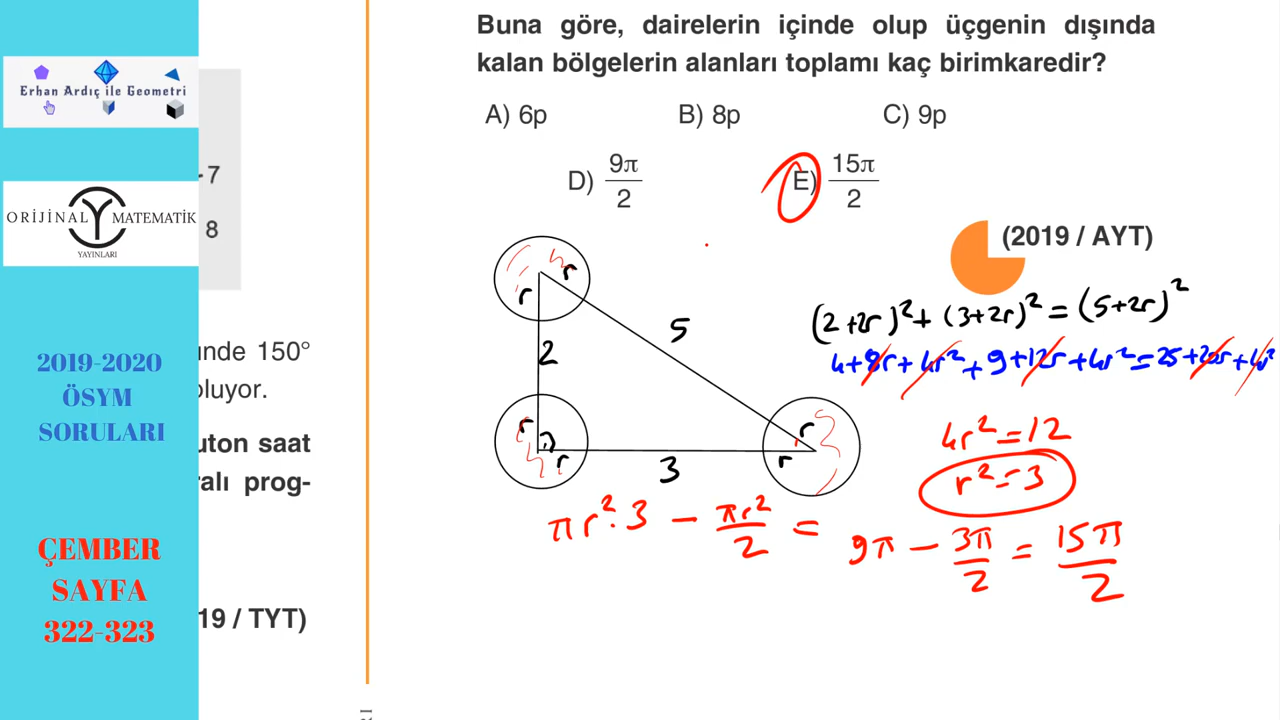 Erhan Ardıç ile Geometri
ORİJİNAL MATEMATİK
YAYINLARI
2019-2020
ÖSYM
SORULARI
ÇEMBER
SAYFA
322-323
7
8
ınde 150°
oluyor.
uton saat
ralı prog-
19 / TYT)
Buna göre, dairelerin içinde olup üçgenin dışında
kalan bölgelerin alanları toplamı kaç birimkaredir?
A) 6p B) 8p C) 9p
D) 9π/2 E) 15π/2
(2019 / AYT)
r
r
5
2
r
r
3
r
r
(2+2r)²+(3+2r)²=(5+2r)²
4+8r+4r²+9+12r+4r²=25+20r+4r²
4r²=12
r²=3
πr².3 - πr²/2 = 9π - 3π/2 = 15π/2